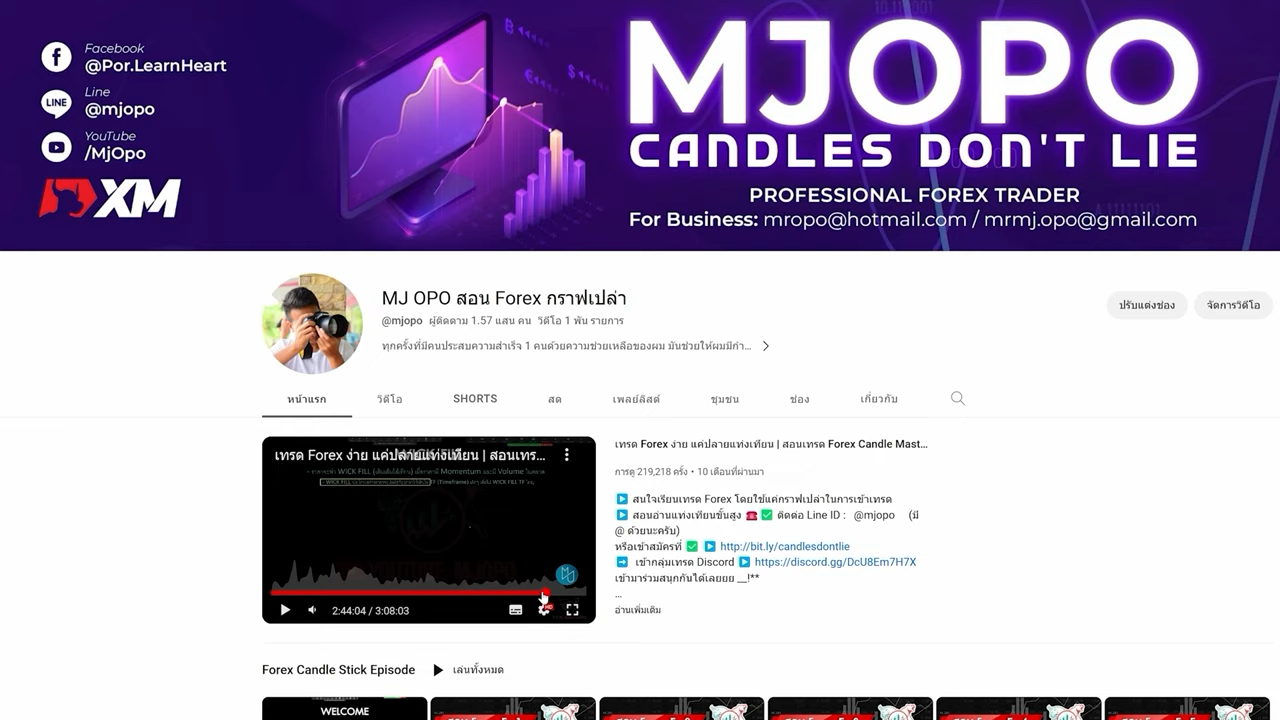 Facebook
@Por.LearnHeart
Line
LINE
@mjopo
YouTube
/MjOpo
XM
MJOPO
CANDLES DON'T LIE
PROFESSIONAL FOREX TRADER
For Business: mropo@hotmail.com / mrmj.opo@gmail.com
MJ OPO สอน Forex กราฟเปล่า
@mjopo ผู้ติดตาม 1.57 แสน คน วิดีโอ 1 พัน รายการ
ทุกครั้งที่มีคนประสบความสำเร็จ 1 คนด้วยความช่วยเหลือของผม มันช่วยให้ผมมีกำ...
ปรับแต่งช่อง
จัดการวิดีโอ
หน้าแรก
วิดีโอ
SHORTS
สด
เพลย์ลิสต์
ชุมชน
ช่อง
เกี่ยวกับ
เทรด Forex ง่าย แค่ปลายแท่งเทียน | สอนเทร...
2:44:04 / 3:08:03
HD
เทรด Forex ง่าย แค่ปลายแท่งเทียน | สอนเทรด Forex Candle Mast...
การดู 219,218 ครั้ง • 10 เดือนที่ผ่านมา
สนใจเรียนเทรด Forex โดยใช้แค่กราฟเปล่าในการเข้าเทรด
สอนอ่านแท่งเทียนขั้นสูง ☎️ ✅ ติดต่อ Line ID : @mjopo (มี
@ ด้วยนะครับ)
หรือเข้าสมัครที่ ✅ ▶️ http://bit.ly/candlesdontlie
➡️ เข้ากลุ่มเทรด Discord ▶️ https://discord.gg/DcU8Em7H7X
เข้ามาร่วมสนุกกันได้เลยยย __!**
...
อ่านเพิ่มเติม
Forex Candle Stick Episode
เล่นทั้งหมด
WELCOME